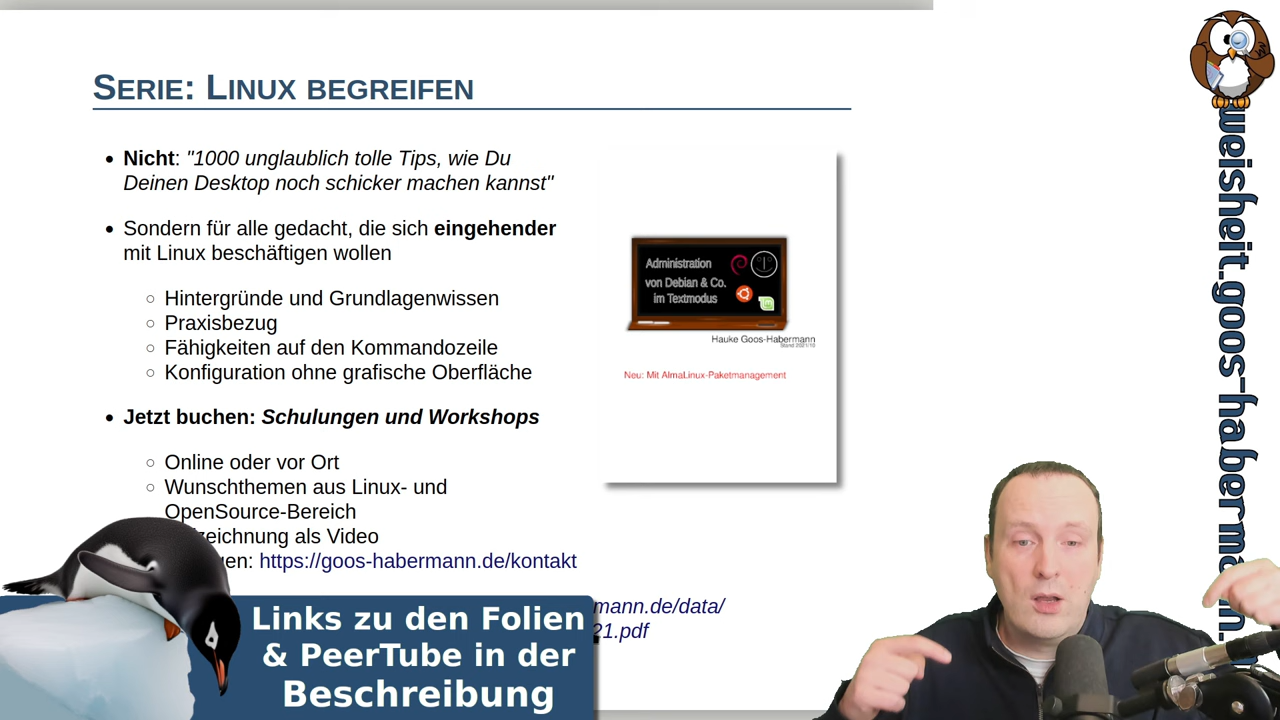 SERIE: LINUX BEGREIFEN
• Nicht: "1000 unglaublich tolle Tips, wie Du
Deinen Desktop noch schicker machen kannst"
• Sondern für alle gedacht, die sich eingehender
mit Linux beschäftigen wollen
○ Hintergründe und Grundlagenwissen
○ Praxisbezug
○ Fähigkeiten auf den Kommandozeile
○ Konfiguration ohne grafische Oberfläche
• Jetzt buchen: Schulungen und Workshops
○ Online oder vor Ort
○ Wunschthemen aus Linux- und
OpenSource-Bereich
zeichnung als Video
en: https://goos-habermann.de/kontakt
mann.de/data/
21.pdf
Administration
von Debian & Co.
im Textmodus
Hauke Goos-Habermann
Stand 2021/10
Neu: Mit AlmaLinux-Paketmanagement
Links zu den Folien
& PeerTube in der
Beschreibung
weisheit.goos-habermann.